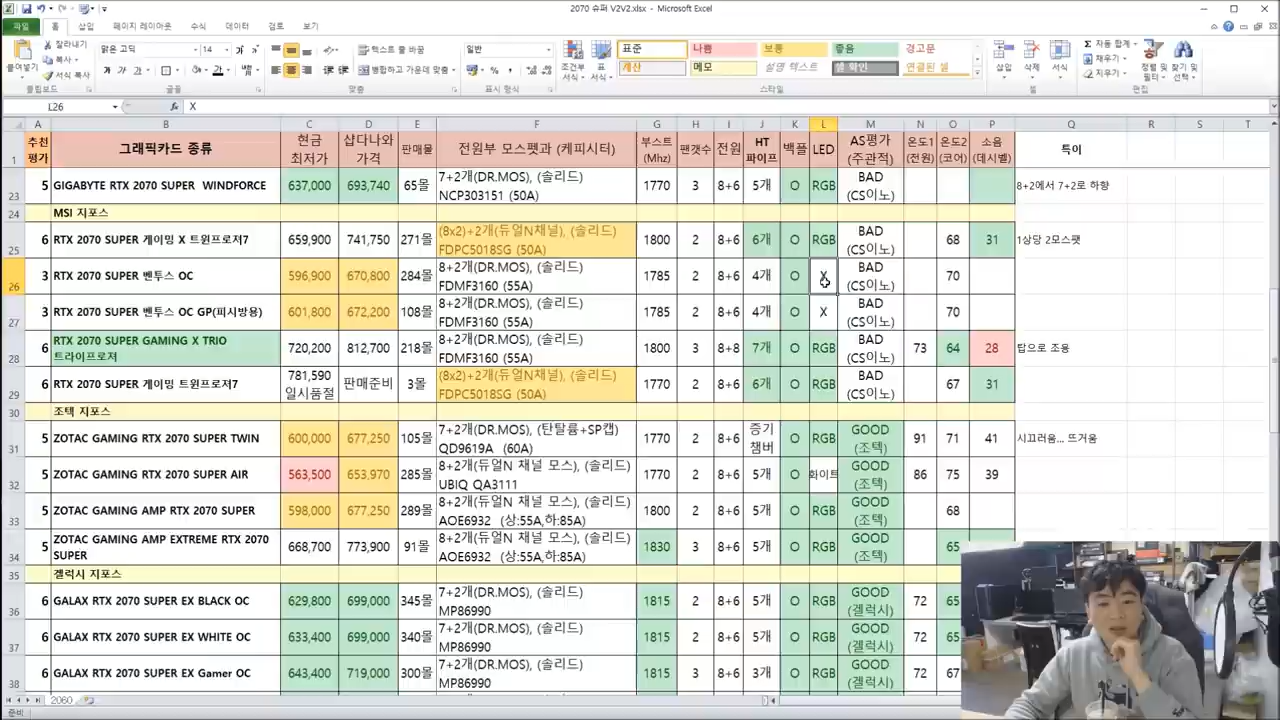 2070 슈퍼 V2V2.xlsx － Microsoft Excel
파일 홈 삽입 페이지 레이아웃 수식 데이터 검토 보기
붙여넣기 잘라내기 복사 서식 복사 클립보드
맑은 고딕 14 글꼴
텍스트 줄 바꿈 병합하고 가운데 맞춤 맞춤
일반 표시 형식
조건부 서식 표 서식
표준 나쁨 보통 좋음 경고문
계산 메모 설명 텍스트 셀 확인 연결된 셀
스타일
삽입 삭제 서식 셀
자동 합계 채우기 지우기 정렬 및 필터 찾기 및 선택 편집
L26 fx X
A B C D E F G H I J K L M N O P Q R S T
1 추천 평가 그래픽카드 종류 현금 최저가 샵다나와 가격 판매몰 전원부 모스펫과 (케피시터) 부스트 (Mhz) 팬갯수 전원 HT 파이프 백플 LED AS평가 (주관적) 온도1 (전원) 온도2 (코어) 소음 (데시벨) 특이
23 5 GIGABYTE RTX 2070 SUPER WINDFORCE 637,000 693,740 65몰 7+2개(DR.MOS), (솔리드) NCP303151 (50A) 1770 3 8+6 5개 O RGB BAD (CS이노) 8+2에서 7+2로 하향
24 MSI 지포스
25 6 RTX 2070 SUPER 게이밍 X 트윈프로져7 659,900 741,750 271몰 (8x2)+2개(듀얼N채널), (솔리드) FDPC5018SG (50A) 1800 2 8+6 6개 O RGB BAD (CS이노) 68 31 1상당 2모스팻
26 3 RTX 2070 SUPER 벤투스 OC 596,900 670,800 284몰 8+2개(DR.MOS), (솔리드) FDMF3160 (55A) 1785 2 8+6 4개 O X BAD (CS이노) 70
27 3 RTX 2070 SUPER 벤투스 OC GP(피시방용) 601,800 672,200 108몰 8+2개(DR.MOS), (솔리드) FDMF3160 (55A) 1785 2 8+6 4개 O X BAD (CS이노) 70
28 6 RTX 2070 SUPER GAMING X TRIO 트라이프로져 720,200 812,700 218몰 8+2개(DR.MOS), (솔리드) FDMF3160 (55A) 1800 3 8+8 7개 O RGB BAD (CS이노) 73 64 28 탑으로 조용
29 6 RTX 2070 SUPER 게이밍 트윈프로져7 781,590 일시품절 판매준비 3몰 (8x2)+2개(듀얼N채널), (솔리드) FDPC5018SG (50A) 1770 2 8+6 6개 O RGB BAD (CS이노) 67 31
30 조텍 지포스
31 5 ZOTAC GAMING RTX 2070 SUPER TWIN 600,000 677,250 105몰 7+2개(DR.MOS), (탄탈륨+SP캡) QD9619A (60A) 1770 2 8+6 증기 챔버 O RGB GOOD (조텍) 91 71 41 시끄러움... 뜨거움
32 5 ZOTAC GAMING RTX 2070 SUPER AIR 563,500 653,970 285몰 8+2개(듀얼N 채널 모스), (솔리드) UBIQ QA3111 1770 2 8+6 5개 O 화이트 GOOD (조텍) 86 75 39
33 5 ZOTAC GAMING AMP RTX 2070 SUPER 598,000 677,250 289몰 8+2개(듀얼N 채널 모스), (솔리드) AOE6932 (상:55A,하:85A) 1800 2 8+6 5개 O RGB GOOD (조텍) 68
34 5 ZOTAC GAMING AMP EXTREME RTX 2070 SUPER 668,700 773,900 91몰 8+2개(듀얼N 채널 모스), (솔리드) AOE6932 (상:55A,하:85A) 1830 3 8+6 5개 O RGB GOOD (조텍) 65
35 겔럭시 지포스
36 6 GALAX RTX 2070 SUPER EX BLACK OC 629,800 699,000 345몰 7+2개(DR.MOS), (솔리드) MP86990 1815 2 8+6 5개 O RGB GOOD (겔럭시) 72 65
37 6 GALAX RTX 2070 SUPER EX WHITE OC 633,400 699,000 340몰 7+2개(DR.MOS), (솔리드) MP86990 1815 2 8+6 5개 O RGB GOOD (겔럭시) 72 65
38 6 GALAX RTX 2070 SUPER EX Gamer OC 643,400 719,000 300몰 7+2개(DR.MOS), (솔리드) MP86990 1815 3 8+6 3개 O RGB GOOD (겔럭시) 72 67
2060
준비